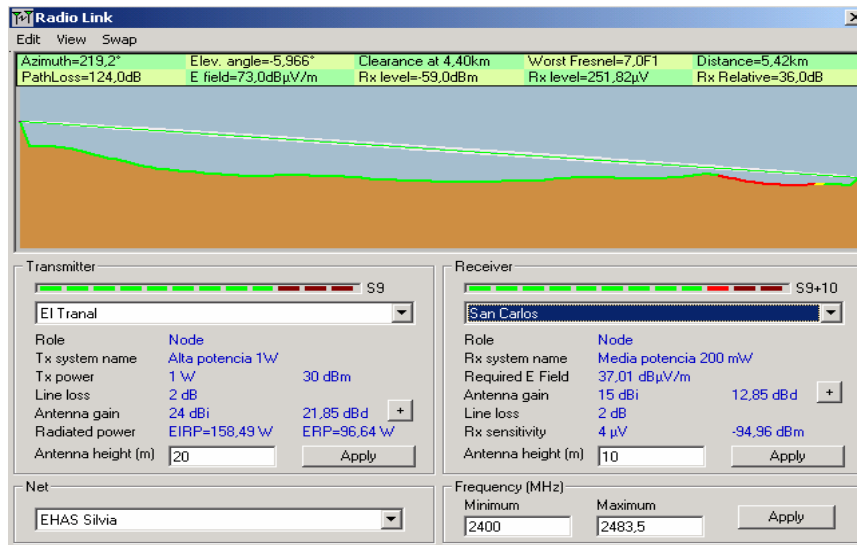 Radio Link
Edit View Swap
Azimuth=219,2° Elev. angle=-5,966° Clearance at 4,40km Worst Fresnel=7,0F1 Distance=5,42km
PathLoss=124,0dB E field=73,0dBµV/m Rx level=-59,0dBm Rx level=251,82µV Rx Relative=36,0dB
Transmitter
S9
El Tranal
Role Node
Tx system name Alta potencia 1W
Tx power 1 W 30 dBm
Line loss 2 dB
Antenna gain 24 dBi 21,85 dBd +
Radiated power EIRP=158,49 W ERP=96,64 W
Antenna height (m) 20 Apply
Receiver
S9+10
San Carlos
Role Node
Rx system name Media potencia 200 mW
Required E Field 37,01 dBµV/m
Antenna gain 15 dBi 12,85 dBd +
Line loss 2 dB
Rx sensitivity 4 µV -94,96 dBm
Antenna height (m) 10 Apply
Net
EHAS Silvia
Frequency (MHz)
Minimum Maximum
2400 2483,5 Apply